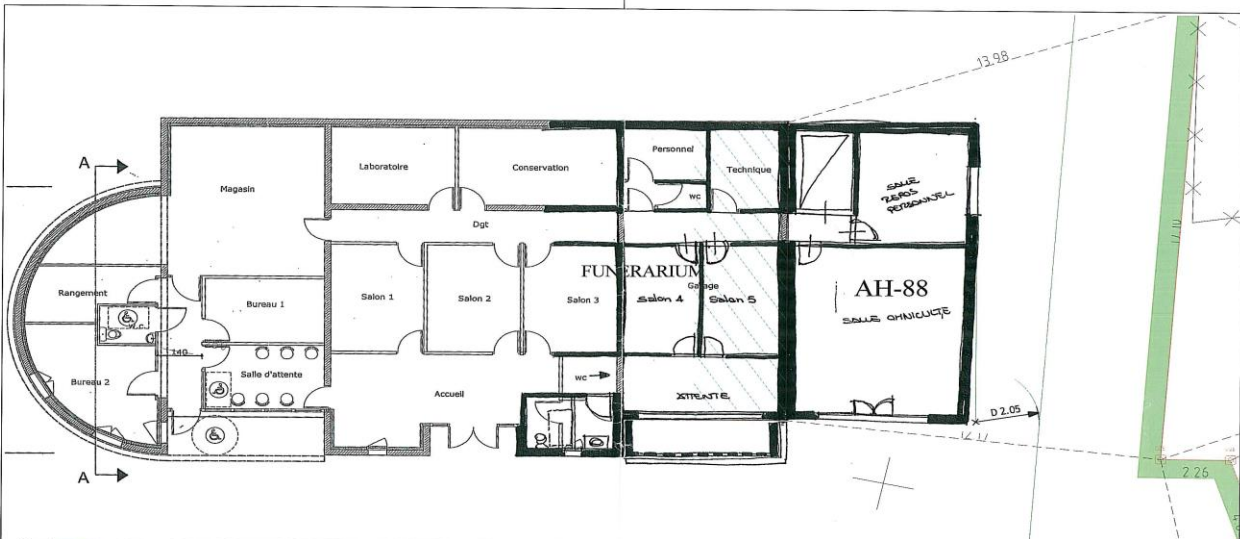 13.98
A
Laboratoire
Conservation
Personnel
Technique
WC
SALLE
REPOS
PERSONNEL
Magasin
Dgt
17.10
FUNERARIUM
Garage
Rangement
W.c
Bureau 1
Salon 1
Salon 2
Salon 3
Salon 4
Salon 5
AH-88
SALLE OMNICULTE
140
Bureau 2
Salle d'attente
Accueil
WC
ATTENTE
D 2.05
2.26
A